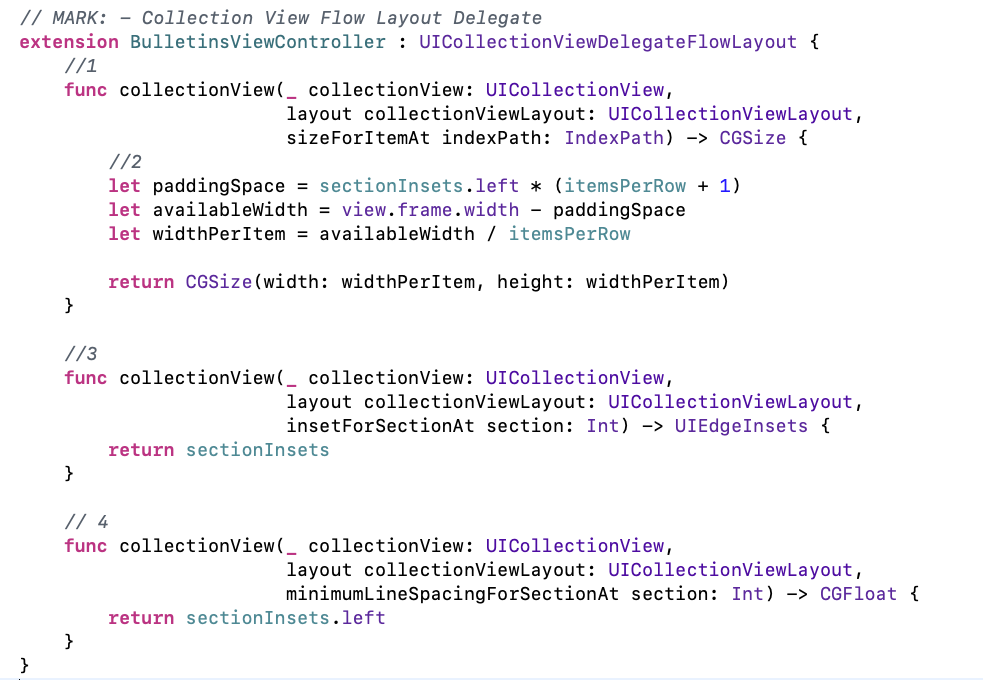 // MARK: - Collection View Flow Layout Delegate
extension BulletinsViewController : UICollectionViewDelegateFlowLayout {
    //1
    func collectionView(_ collectionView: UICollectionView,
                        layout collectionViewLayout: UICollectionViewLayout,
                        sizeForItemAt indexPath: IndexPath) -> CGSize {
        //2
        let paddingSpace = sectionInsets.left * (itemsPerRow + 1)
        let availableWidth = view.frame.width - paddingSpace
        let widthPerItem = availableWidth / itemsPerRow

        return CGSize(width: widthPerItem, height: widthPerItem)
    }

    //3
    func collectionView(_ collectionView: UICollectionView,
                        layout collectionViewLayout: UICollectionViewLayout,
                        insetForSectionAt section: Int) -> UIEdgeInsets {
        return sectionInsets
    }

    // 4
    func collectionView(_ collectionView: UICollectionView,
                        layout collectionViewLayout: UICollectionViewLayout,
                        minimumLineSpacingForSectionAt section: Int) -> CGFloat {
        return sectionInsets.left
    }
}